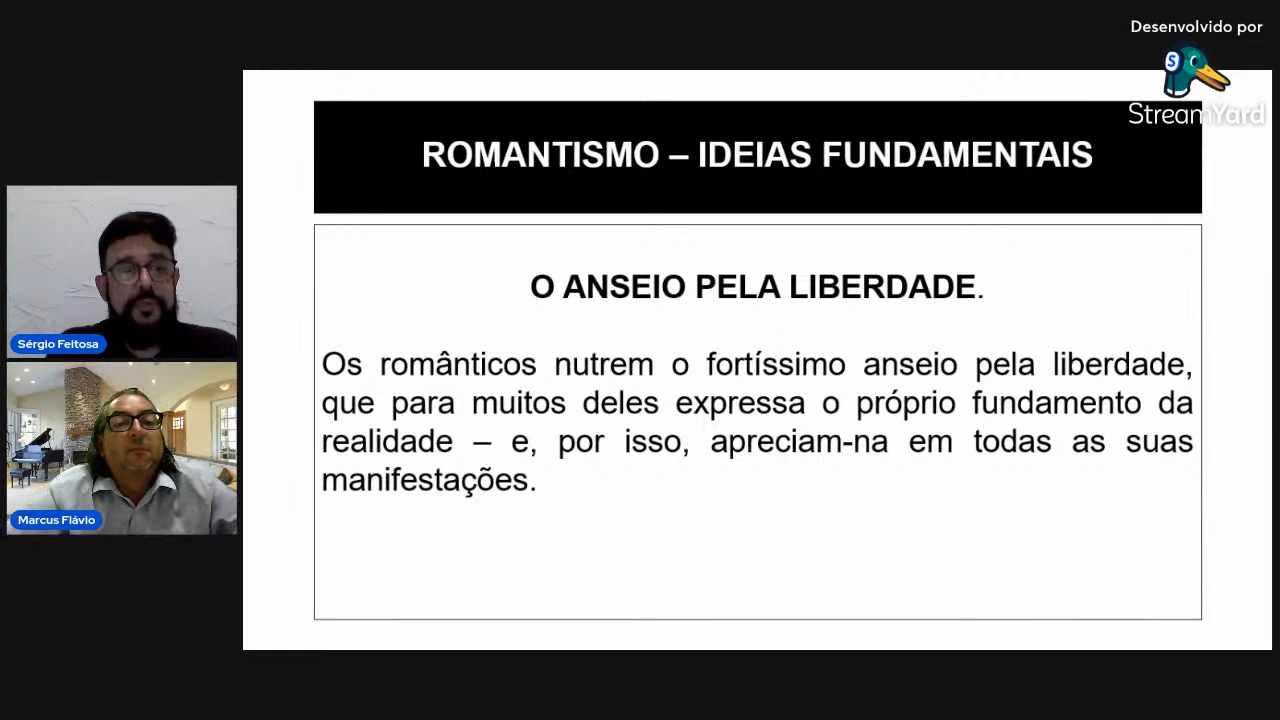 Desenvolvido por
StreamYard
ROMANTISMO – IDEIAS FUNDAMENTAIS
O ANSEIO PELA LIBERDADE.
Os românticos nutrem o fortíssimo anseio pela liberdade,
que para muitos deles expressa o próprio fundamento da
realidade – e, por isso, apreciam-na em todas as suas
manifestações.
Sérgio Feitosa
Marcus Flávio